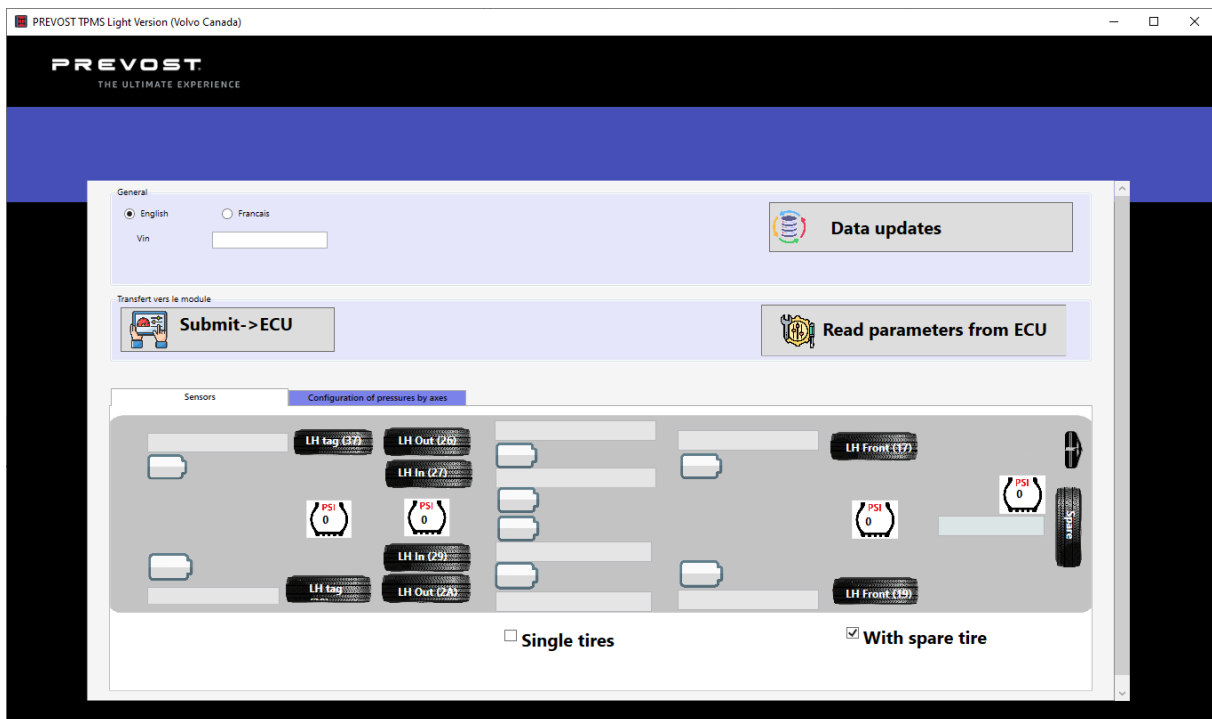 PREVOST TPMS Light Version (Volvo Canada)
PREVOST
THE ULTIMATE EXPERIENCE
General
English
Francais
Vin
Data updates
Transfert vers le module
Submit->ECU
Read parameters from ECU
Sensors
Configuration of pressures by axes
LH tag (37)
LH Out (26)
LH Front (17)
LH In (27)
PSI
0
PSI
0
PSI
0
PSI
0
Spare
LH In (29)
LH tag
LH Out (2A)
LH Front (19)
Single tires
With spare tire